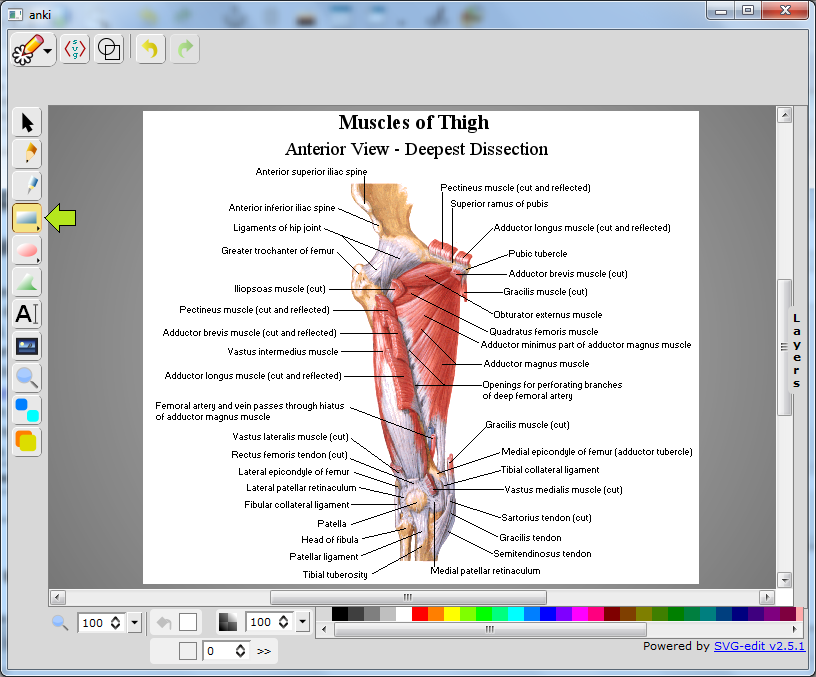 anki
Muscles of Thigh
Anterior View - Deepest Dissection
Anterior superior iliac spine
Pectineus muscle (cut and reflected)
Superior ramus of pubis
Anterior inferior iliac spine
Ligaments of hip joint
Adductor longus muscle (cut and reflected)
Greater trochanter of femur
Pubic tubercle
Adductor brevis muscle (cut)
Iliopsoas muscle (cut)
Gracilis muscle (cut)
Pectineus muscle (cut and reflected)
Obturator externus muscle
Adductor brevis muscle (cut and reflected)
Quadratus femoris muscle
Adductor minimus part of adductor magnus muscle
Vastus intermedius muscle
Adductor magnus muscle
Adductor longus muscle (cut and reflected)
Openings for perforating branches
of deep femoral artery
Femoral artery and vein passes through hiatus
of adductor magnus muscle
Gracilis muscle (cut)
Vastus lateralis muscle (cut)
Rectus femoris tendon (cut)
Medial epicondyle of femur (adductor tubercle)
Lateral epicondyle of femur
Tibial collateral ligament
Lateral patellar retinaculum
Vastus medialis muscle (cut)
Fibular collateral ligament
Patella
Sartorius tendon (cut)
Head of fibula
Gracilis tendon
Patellar ligament
Semitendinosus tendon
Tibial tuberosity
Medial patellar retinaculum
Layers
svg
A
100
100
0
>>
Powered by SVG-edit v2.5.1